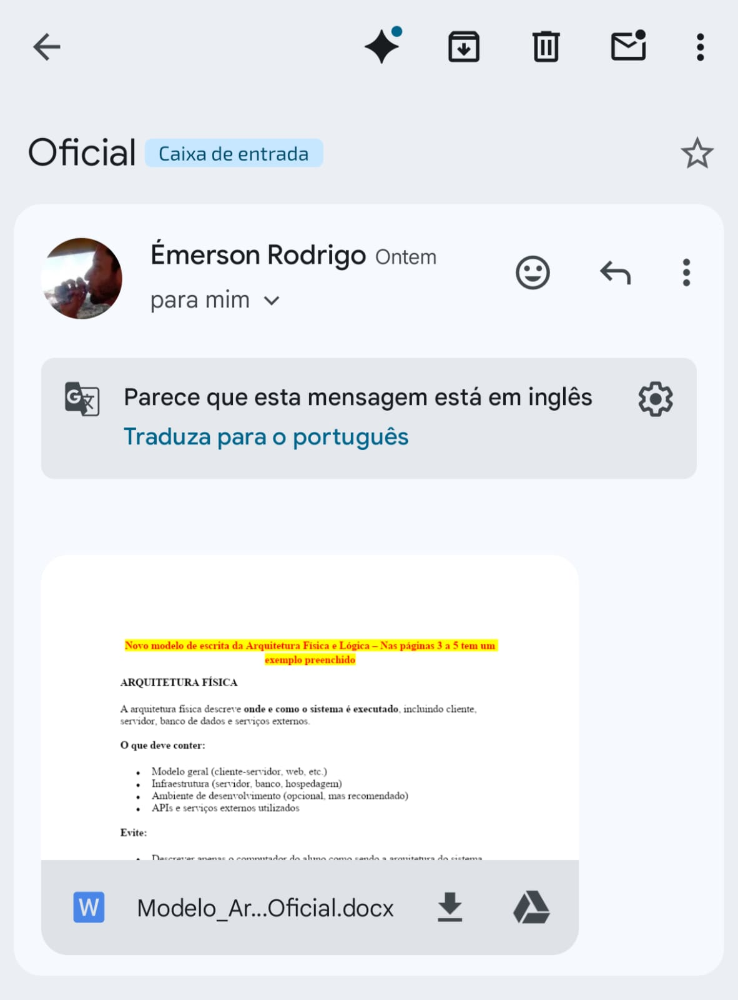 Oficial Caixa de entrada
Émerson Rodrigo Ontem
para mim
Parece que esta mensagem está em inglês
Traduza para o português
Novo modelo de escrita da Arquitetura Física e Lógica – Nas páginas 3 a 5 tem um
exemplo preenchido
ARQUITETURA FÍSICA
A arquitetura física descreve onde e como o sistema é executado, incluindo cliente,
servidor, banco de dados e serviços externos.
O que deve conter:
• Modelo geral (cliente-servidor, web, etc.)
• Infraestrutura (servidor, banco, hospedagem)
• Ambiente de desenvolvimento (opcional, mas recomendado)
• APIs e serviços externos utilizados
Evite:
• Descrever apenas o computador do aluno como sendo a arquitetura do sistema
W Modelo_Ar...Oficial.docx